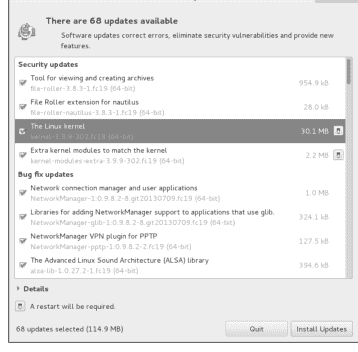 There are 68 updates available
Software updates correct errors, eliminate security vulnerabilities and provide new
features.
Security updates
Tool for viewing and creating archives
954.9 kB
file-roller-3.8.3-1.fc19 (64-bit)
File Roller extension for nautilus
28.0 kB
file-roller-nautilus-3.8.3-1.fc19 (64-bit)
The Linux kernel
30.1 MB
kernel-3.9.9-302.fc19 (64-bit)
Extra kernel modules to match the kernel
2.2 MB
kernel-modules-extra-3.9.9-302.fc19 (64-bit)
Bug fix updates
Network connection manager and user applications
1.0 MB
NetworkManager-1:0.9.8.2-8.git20130709.fc19 (64-bit)
Libraries for adding NetworkManager support to applications that use glib.
324.1 kB
NetworkManager-glib-1:0.9.8.2-8.git20130709.fc19 (64-bit)
NetworkManager VPN plugin for PPTP
127.5 kB
NetworkManager-pptp-1:0.9.8.2-2.fc19 (64-bit)
The Advanced Linux Sound Architecture (ALSA) library
394.6 kB
alsa-lib-1.0.27.2-1.fc19 (64-bit)
Details
A restart will be required.
68 updates selected (114.9 MB)
Quit
Install Updates